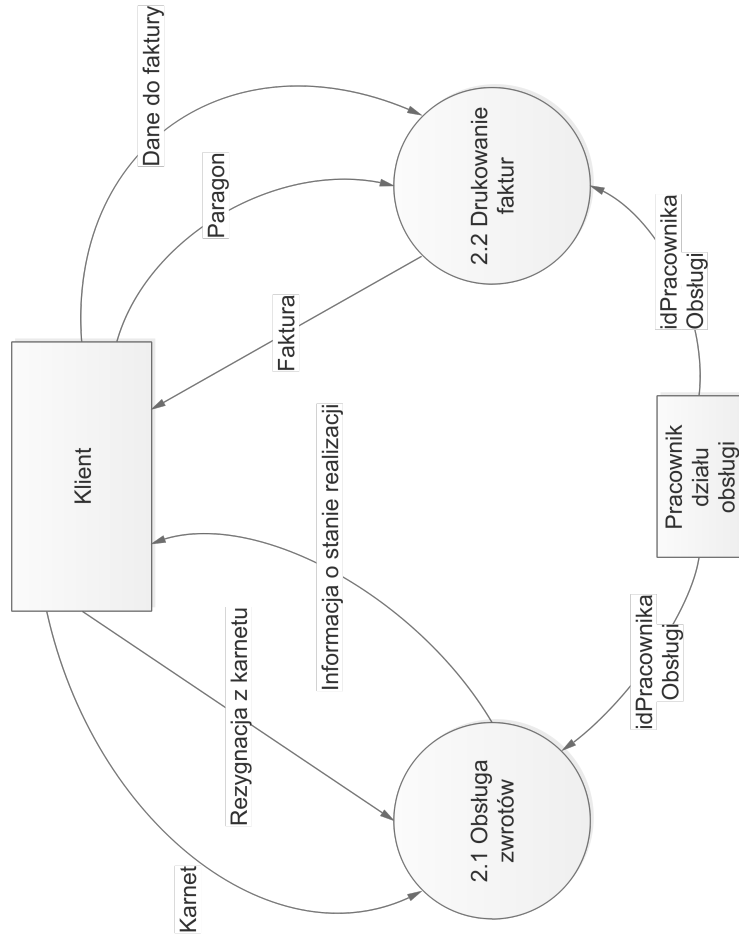 Karnet
Rezygnacja z karnetu
Klient
Informacja o stanie realizacji
Faktura
Paragon
Dane do faktury
2.1 Obsługa
zwrotów
2.2 Drukowanie
faktur
idPracownika
Obsługi
Pracownik
działu
obsługi
idPracownika
Obsługi